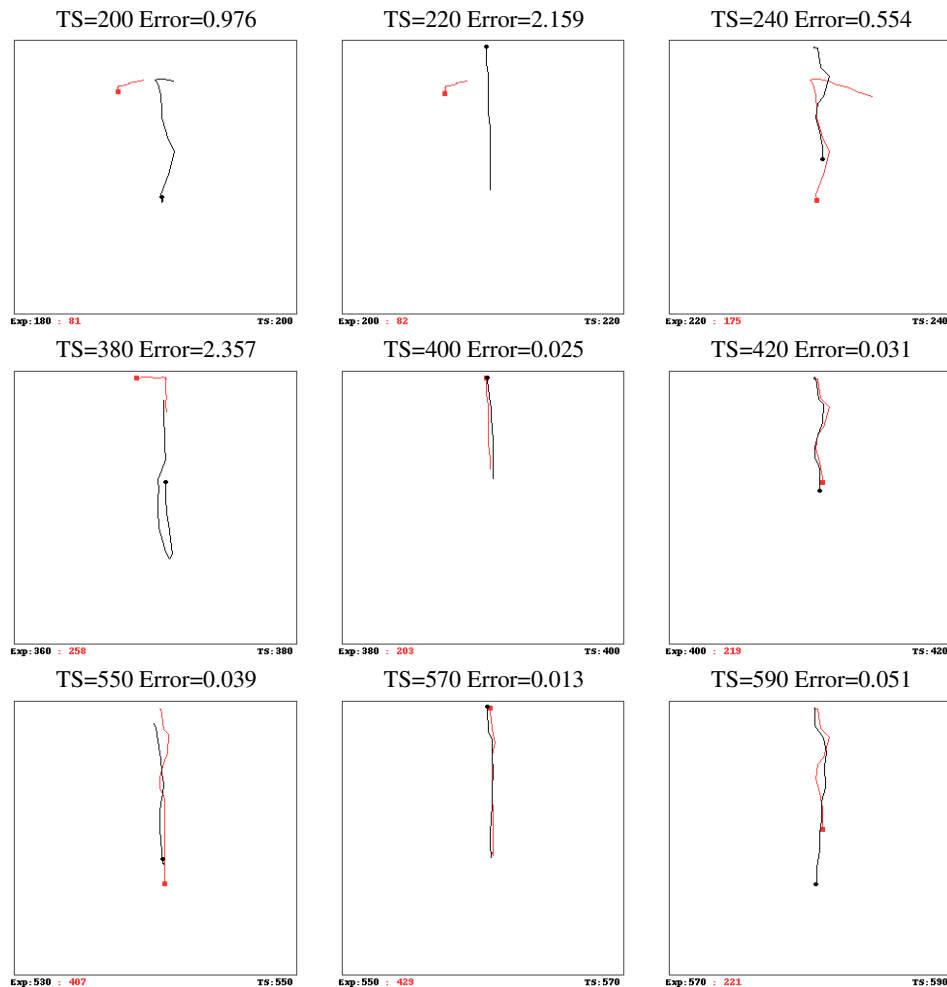 TS=200 Error=0.976 TS=220 Error=2.159 TS=240 Error=0.554
Exp:180 : 81 TS:200 Exp:200 : 82 TS:220 Exp:220 : 175 TS:240
TS=380 Error=2.357 TS=400 Error=0.025 TS=420 Error=0.031
Exp:360 : 258 TS:380 Exp:380 : 203 TS:400 Exp:400 : 219 TS:420
TS=550 Error=0.039 TS=570 Error=0.013 TS=590 Error=0.051
Exp:530 : 407 TS:550 Exp:550 : 429 TS:570 Exp:570 : 221 TS:590